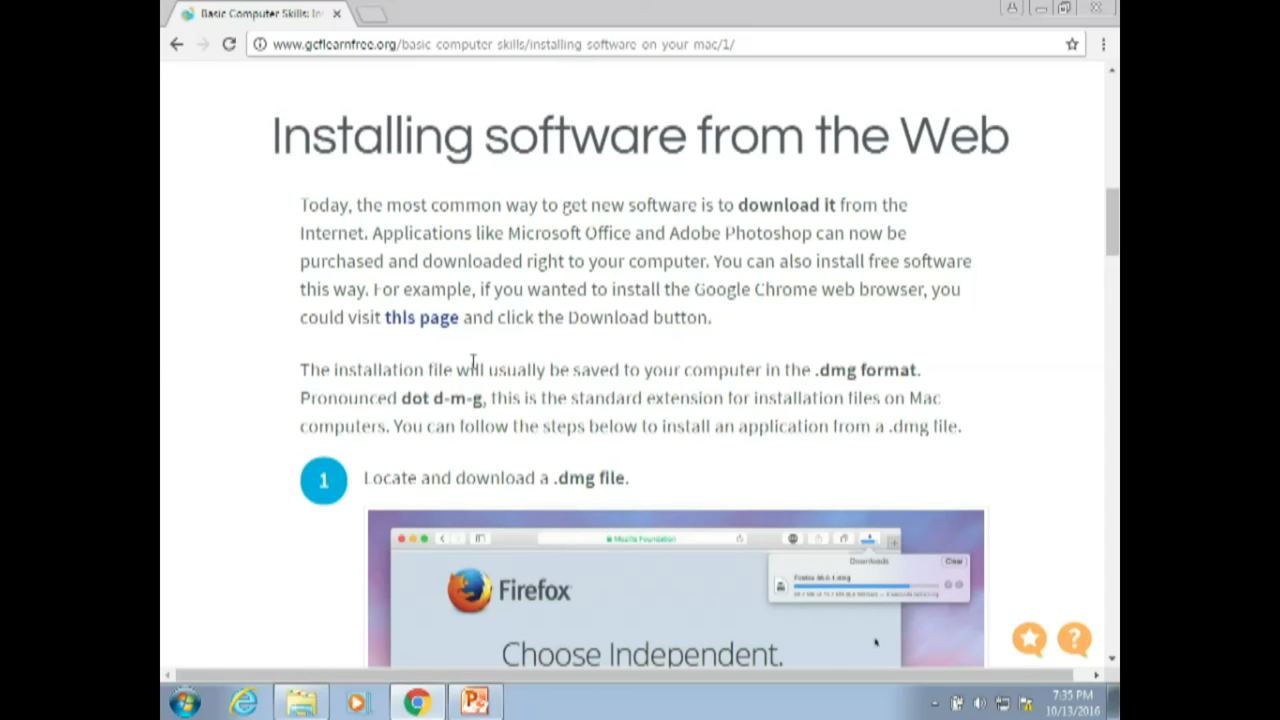 Basic Computer Skills: In
www.gcflearnfree.org/basic computer skills/installing software on your mac/1/
Installing software from the Web
Today, the most common way to get new software is to download it from the
Internet. Applications like Microsoft Office and Adobe Photoshop can now be
purchased and downloaded right to your computer. You can also install free software
this way. For example, if you wanted to install the Google Chrome web browser, you
could visit this page and click the Download button.
The installation file will usually be saved to your computer in the .dmg format.
Pronounced dot d-m-g, this is the standard extension for installation files on Mac
computers. You can follow the steps below to install an application from a .dmg file.
1 Locate and download a .dmg file.
Mozilla Foundation
Downloads Clear
Firefox
Choose Independent.
7:35 PM
10/13/2016